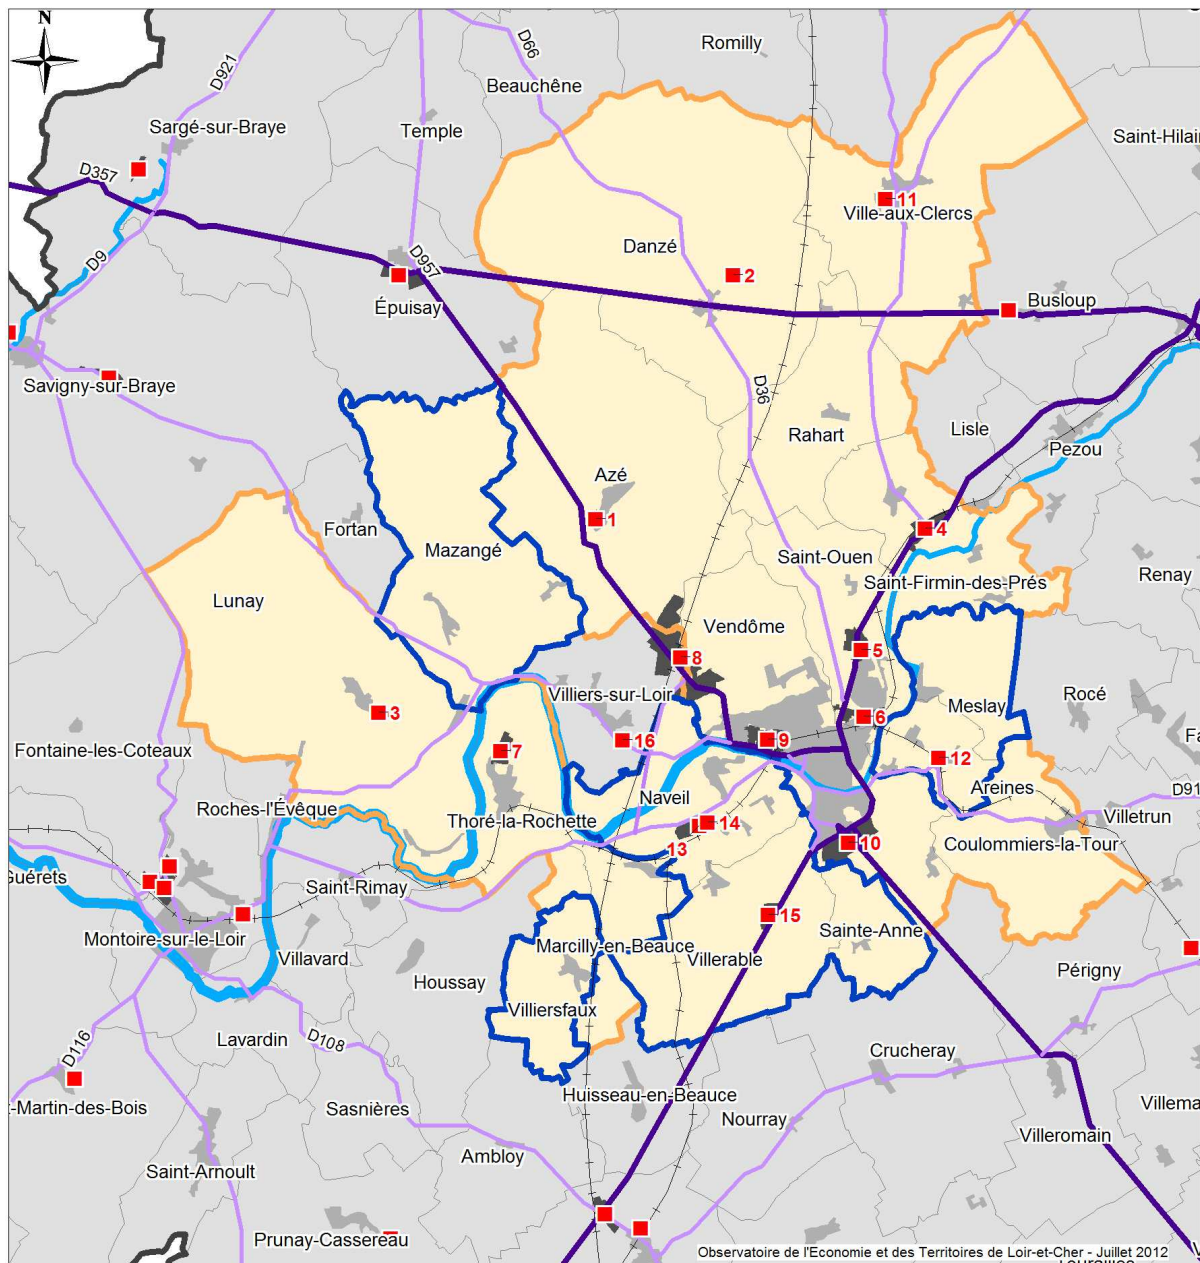 N
Romilly
D66
D921
Beauchêne
Sargé-sur-Braye
Temple
Saint-Hilai
D357
11
Ville-aux-Clercs
Danzé
D9
D957
2
Épuisay
Busloup
Savigny-sur-Braye
D36
Rahart
Lisle
Pezou
Azé
1
Fortan
4
Mazangé
Saint-Ouen
Saint-Firmin-des-Prés
Renay
Lunay
Vendôme
5
8
Villiers-sur-Loir
Rocé
Meslay
3
6
Fontaine-les-Coteaux
16
9
7
12
Areines
D91
Naveil
Roches-l'Évêque
Thoré-la-Rochette
14
Villetrun
13
10
Coulommiers-la-Tour
Guérets
Saint-Rimay
15
Sainte-Anne
Montoire-sur-le-Loir
Marcilly-en-Beauce
Villavard
Villerable
Périgny
Houssay
Villiersfaux
Lavardin
D108
D116
Crucheray
Huisseau-en-Beauce
t-Martin-des-Bois
Sasnières
Nourray
Villema
Villeromain
Ambloy
Saint-Arnoult
Prunay-Cassereau
Observatoire de l'Economie et des Territoires de Loir-et-Cher - Juillet 2012